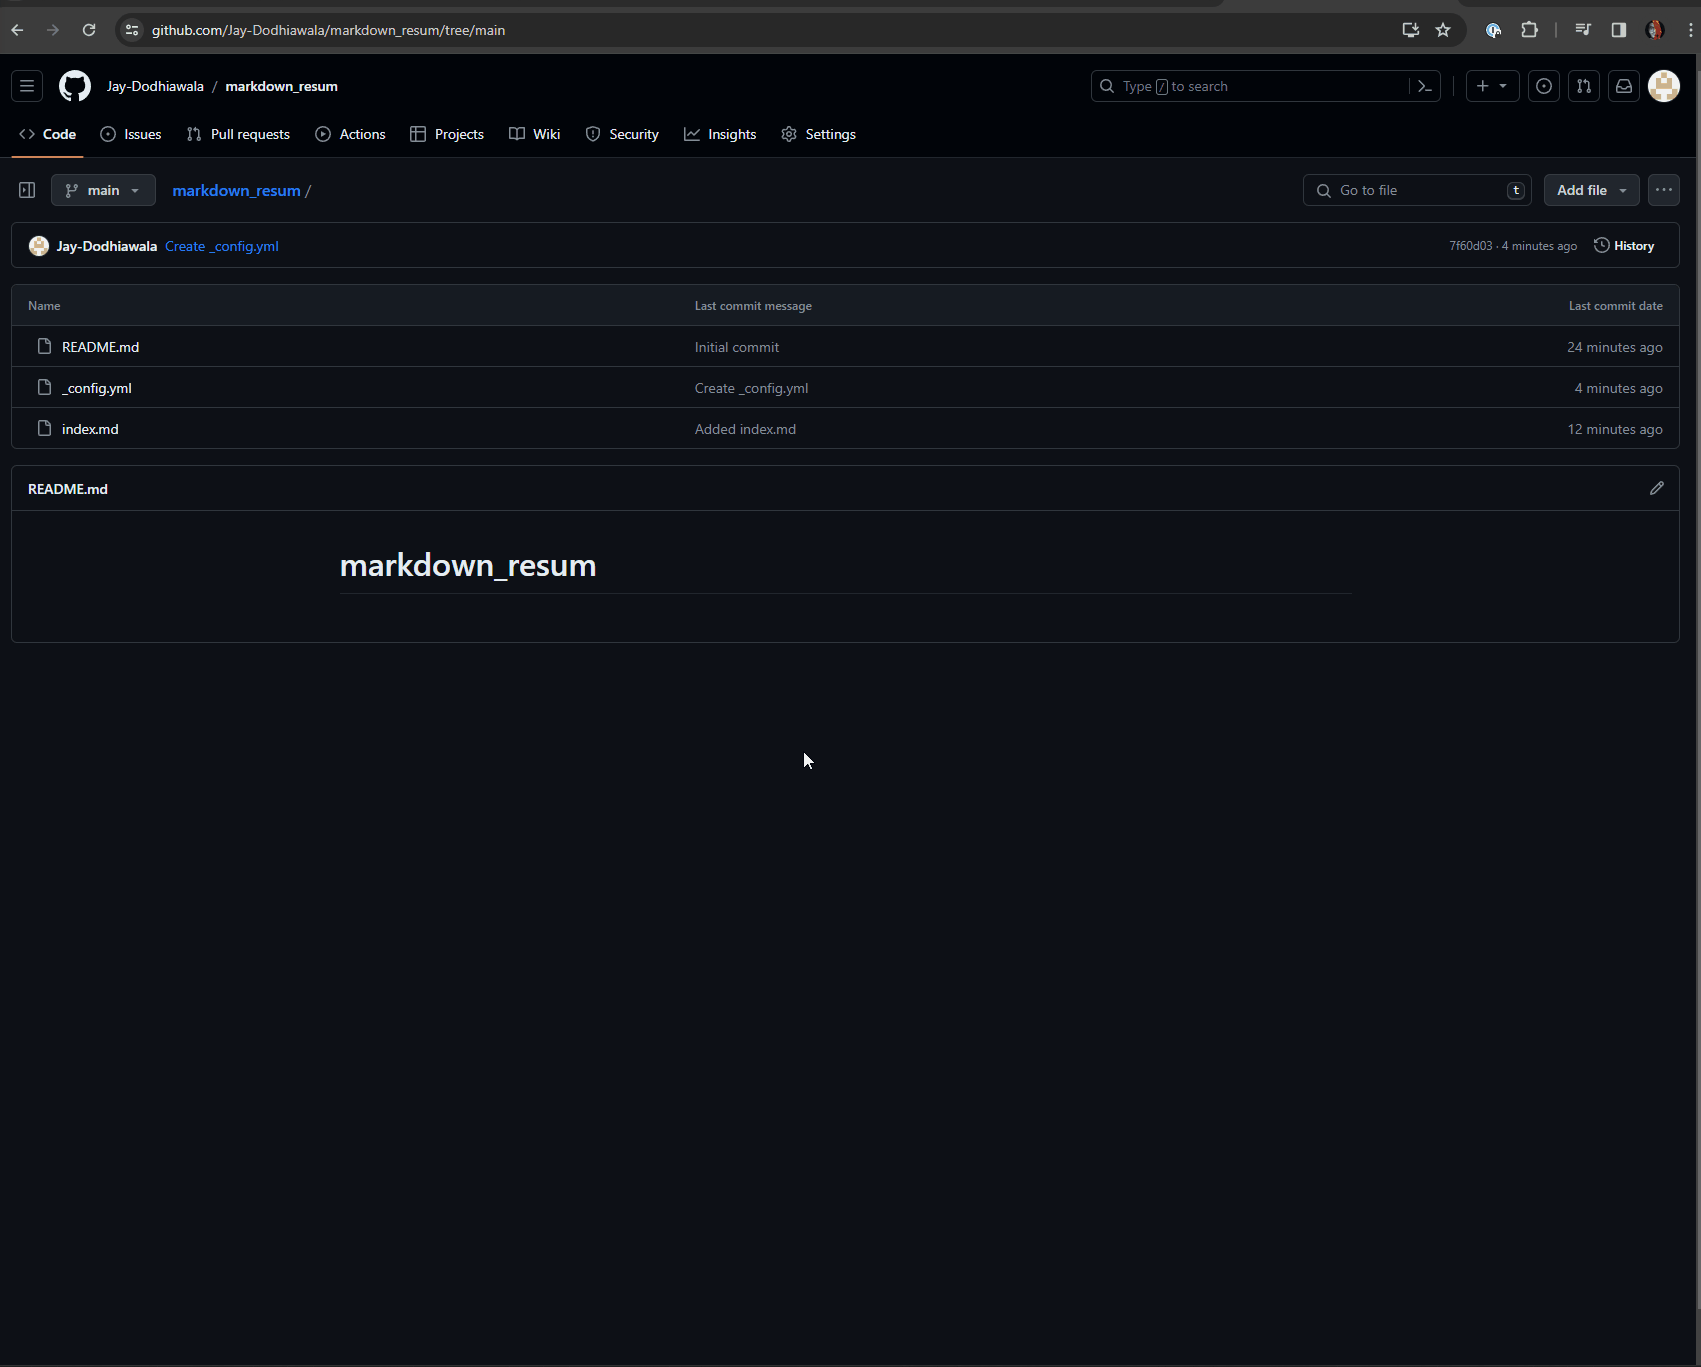 github.com/Jay-Dodhiawala/markdown_resum/tree/main
Jay-Dodhiawala / markdown_resum
Type / to search
Code Issues Pull requests Actions Projects Wiki Security Insights Settings
main markdown_resum /
Go to file t Add file
Jay-Dodhiawala Create _config.yml 7f60d03 · 4 minutes ago History
Name Last commit message Last commit date
README.md Initial commit 24 minutes ago
_config.yml Create _config.yml 4 minutes ago
index.md Added index.md 12 minutes ago
README.md
markdown_resum